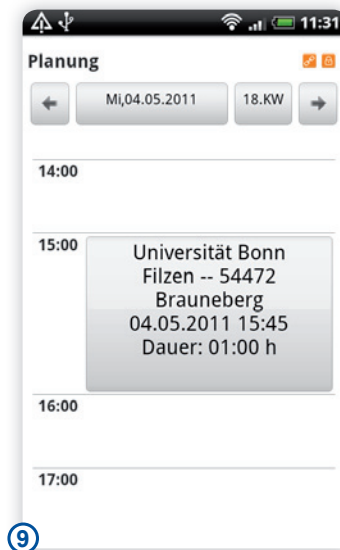 11:31
Planung
Mi,04.05.2011 18.KW
14:00
15:00
Universität Bonn
Filzen -- 54472
Brauneberg
04.05.2011 15:45
Dauer: 01:00 h
16:00
17:00
9